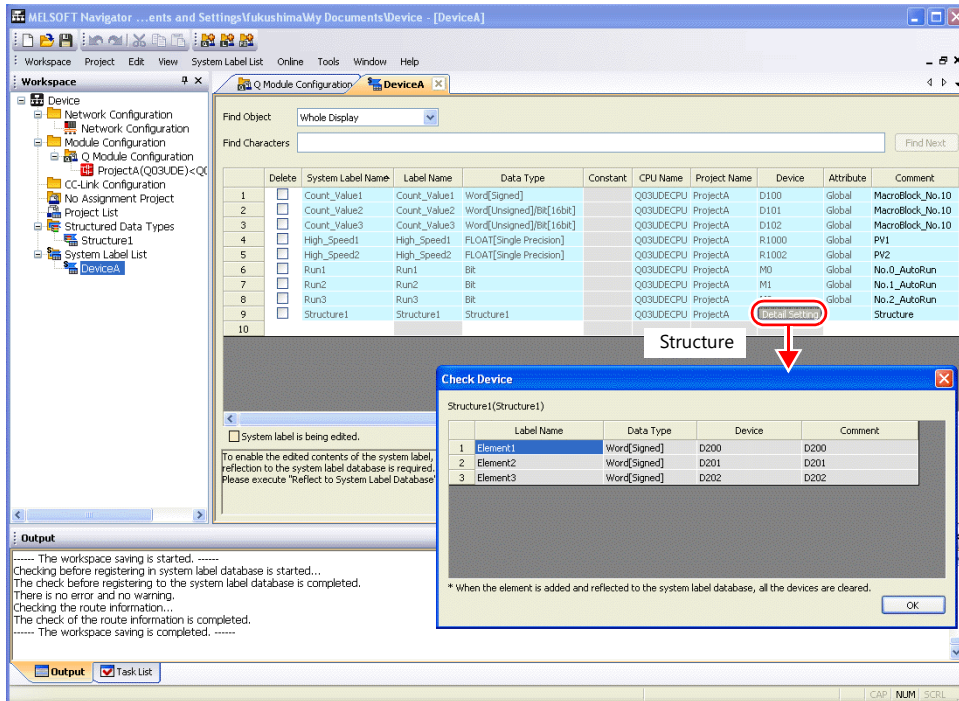 MELSOFT Navigator ...ents and Settings\fukushima\My Documents\Device - [DeviceA]
Workspace Project Edit View System Label List Online Tools Window Help
Workspace
Device
Network Configuration
Network Configuration
Module Configuration
Q Module Configuration
ProjectA(Q03UDE)<Q0
CC-Link Configuration
No Assignment Project
Project List
Structured Data Types
Structure1
System Label List
DeviceA
Q Module Configuration DeviceA
Find Object Whole Display
Find Characters Find Next
Delete System Label Name Label Name Data Type Constant CPU Name Project Name Device Attribute Comment
1 Count_Value1 Count_Value1 Word[Signed] Q03UDECPU ProjectA D100 Global MacroBlock_No.10
2 Count_Value2 Count_Value2 Word[Unsigned]/Bit[16bit] Q03UDECPU ProjectA D101 Global MacroBlock_No.10
3 Count_Value3 Count_Value3 Word[Unsigned]/Bit[16bit] Q03UDECPU ProjectA D102 Global MacroBlock_No.10
4 High_Speed1 High_Speed1 FLOAT[Single Precision] Q03UDECPU ProjectA R1000 Global PV1
5 High_Speed2 High_Speed2 FLOAT[Single Precision] Q03UDECPU ProjectA R1002 Global PV2
6 Run1 Run1 Bit Q03UDECPU ProjectA M0 Global No.0_AutoRun
7 Run2 Run2 Bit Q03UDECPU ProjectA M1 Global No.1_AutoRun
8 Run3 Run3 Bit Q03UDECPU ProjectA Global No.2_AutoRun
9 Structure1 Structure1 Structure1 Q03UDECPU ProjectA Detail Setting Structure
10
Structure
System label is being edited.
To enable the edited contents of the system label,
reflection to the system label database is required.
Please execute "Reflect to System Label Database"
Check Device
Structure1(Structure1)
Label Name Data Type Device Comment
1 Element1 Word[Signed] D200 D200
2 Element2 Word[Signed] D201 D201
3 Element3 Word[Signed] D202 D202
* When the element is added and reflected to the system label database, all the devices are cleared.
OK
Output
------ The workspace saving is started. ------
Checking before registering in system label database is started...
The check before registering to the system label database is completed.
There is no error and no warning.
Checking the route information...
The check of the route information is completed.
------ The workspace saving is completed. ------
Output Task List
CAP NUM SCRL